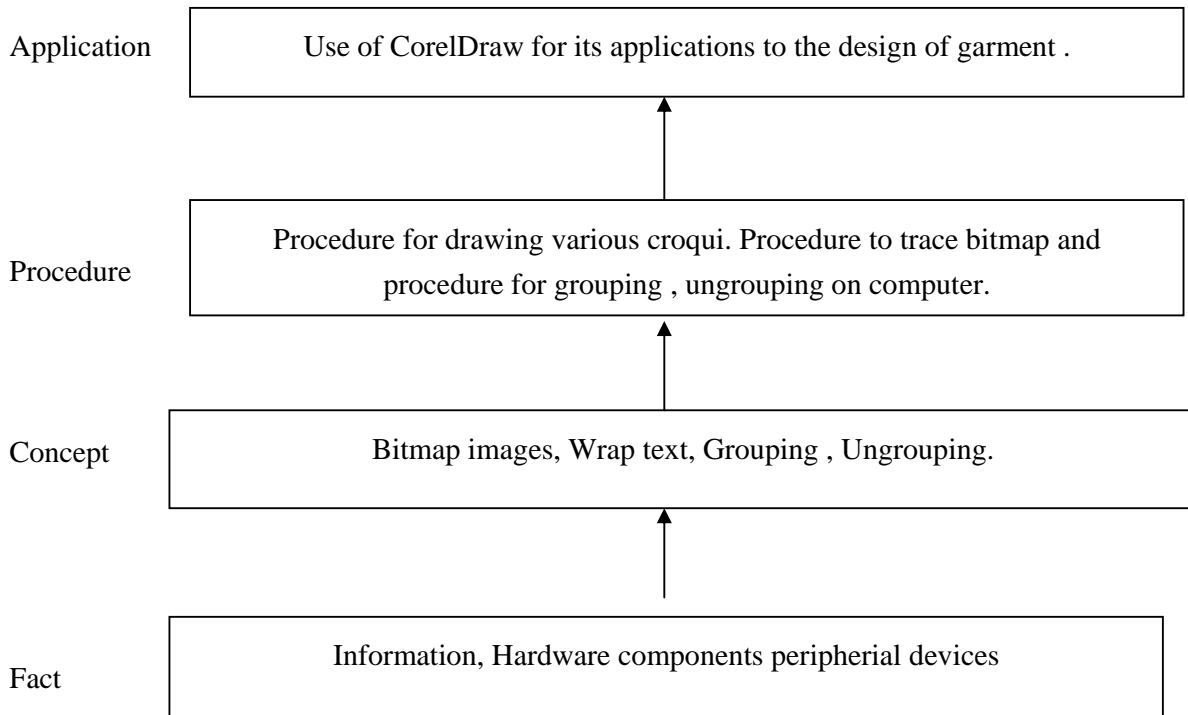 Application
Use of CorelDraw for its applications to the design of garment .
Procedure
Procedure for drawing various croqui. Procedure to trace bitmap and
procedure for grouping , ungrouping on computer.
Concept
Bitmap images, Wrap text, Grouping , Ungrouping.
Fact
Information, Hardware components peripherial devices